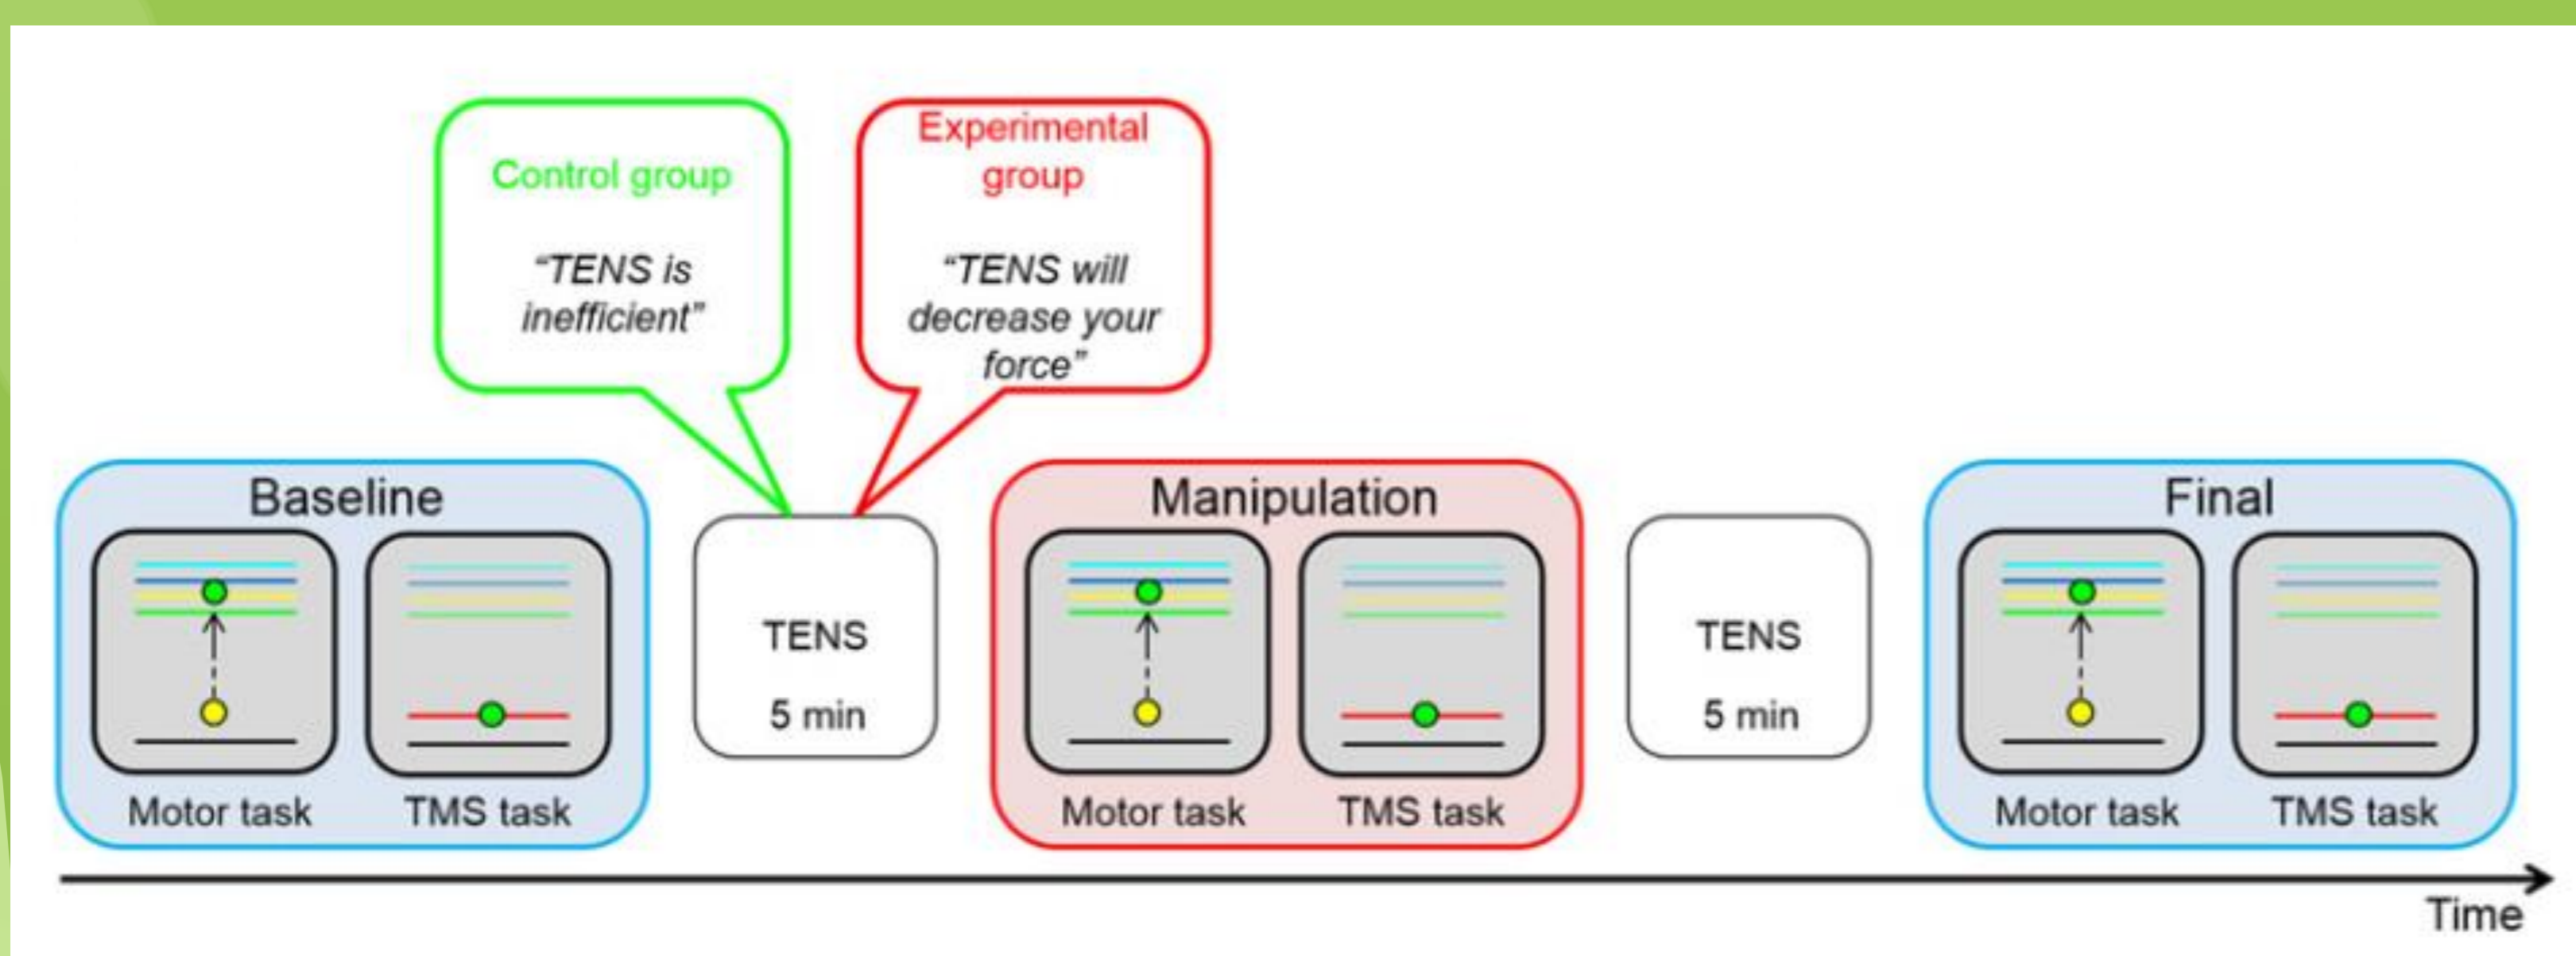 Control group
“TENS is
inefficient”
Experimental
group
“TENS will
decrease your
force”
Baseline
Motor task
TMS task
TENS
5 min
Manipulation
Motor task
TMS task
TENS
5 min
Final
Motor task
TMS task
Time